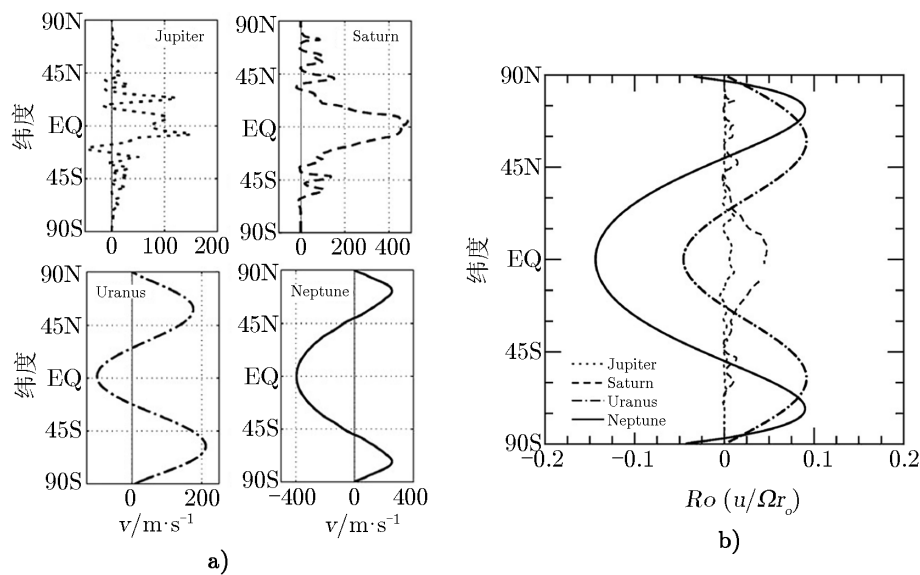 90N
45N
EQ
45S
90S
纬度
Jupiter
0
100
200
Saturn
0
200
400
90N
45N
EQ
45S
90S
90N
45N
EQ
45S
90S
纬度
Uranus
0
200
v/m·s⁻¹
90N
45N
EQ
45S
90S
Neptune
−400
0
400
v/m·s⁻¹
a)
90N
45N
EQ
45S
90S
纬度
Jupiter
Saturn
Uranus
Neptune
−0.2
−0.1
0
0.1
0.2
Ro (u/Ωrₒ)
b)